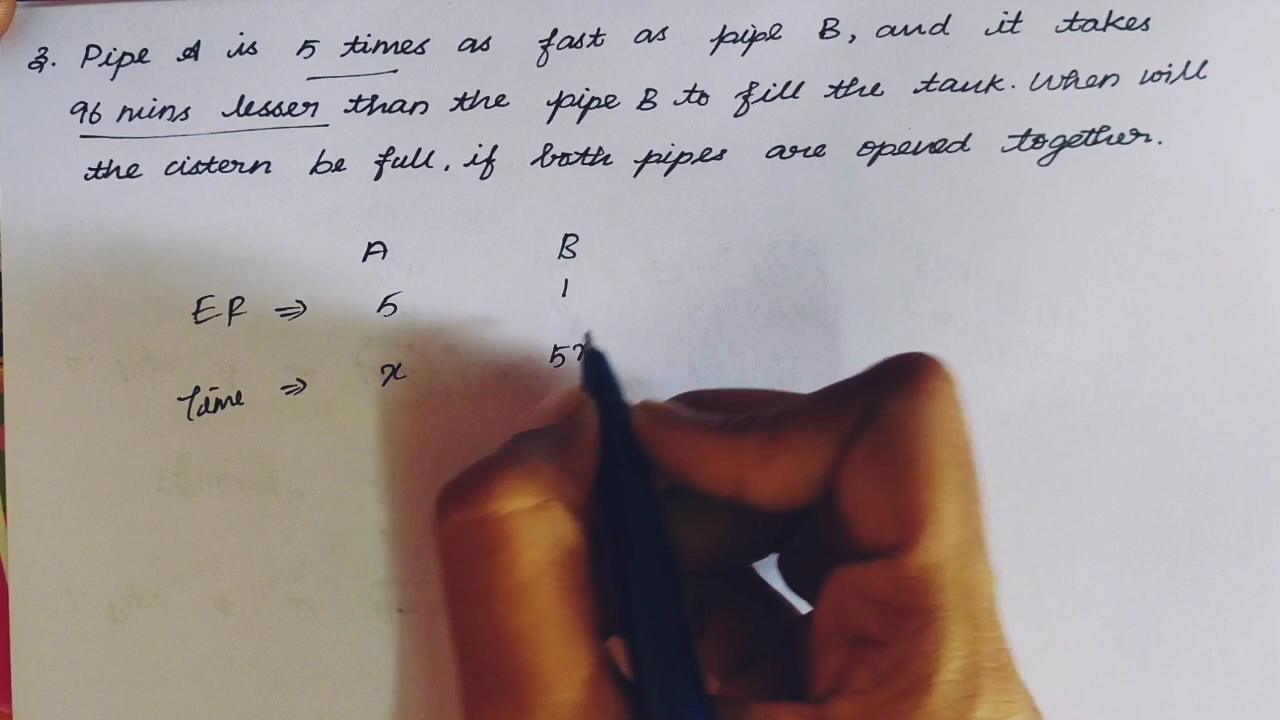 3. Pipe A is 5 times as fast as pipe B, and it takes
96 mins lesser than the pipe B to fill the tank. When will
the cistern be full, if both pipes are opened together.
A B
EF ⇒ 5 1
Time ⇒ x 5x